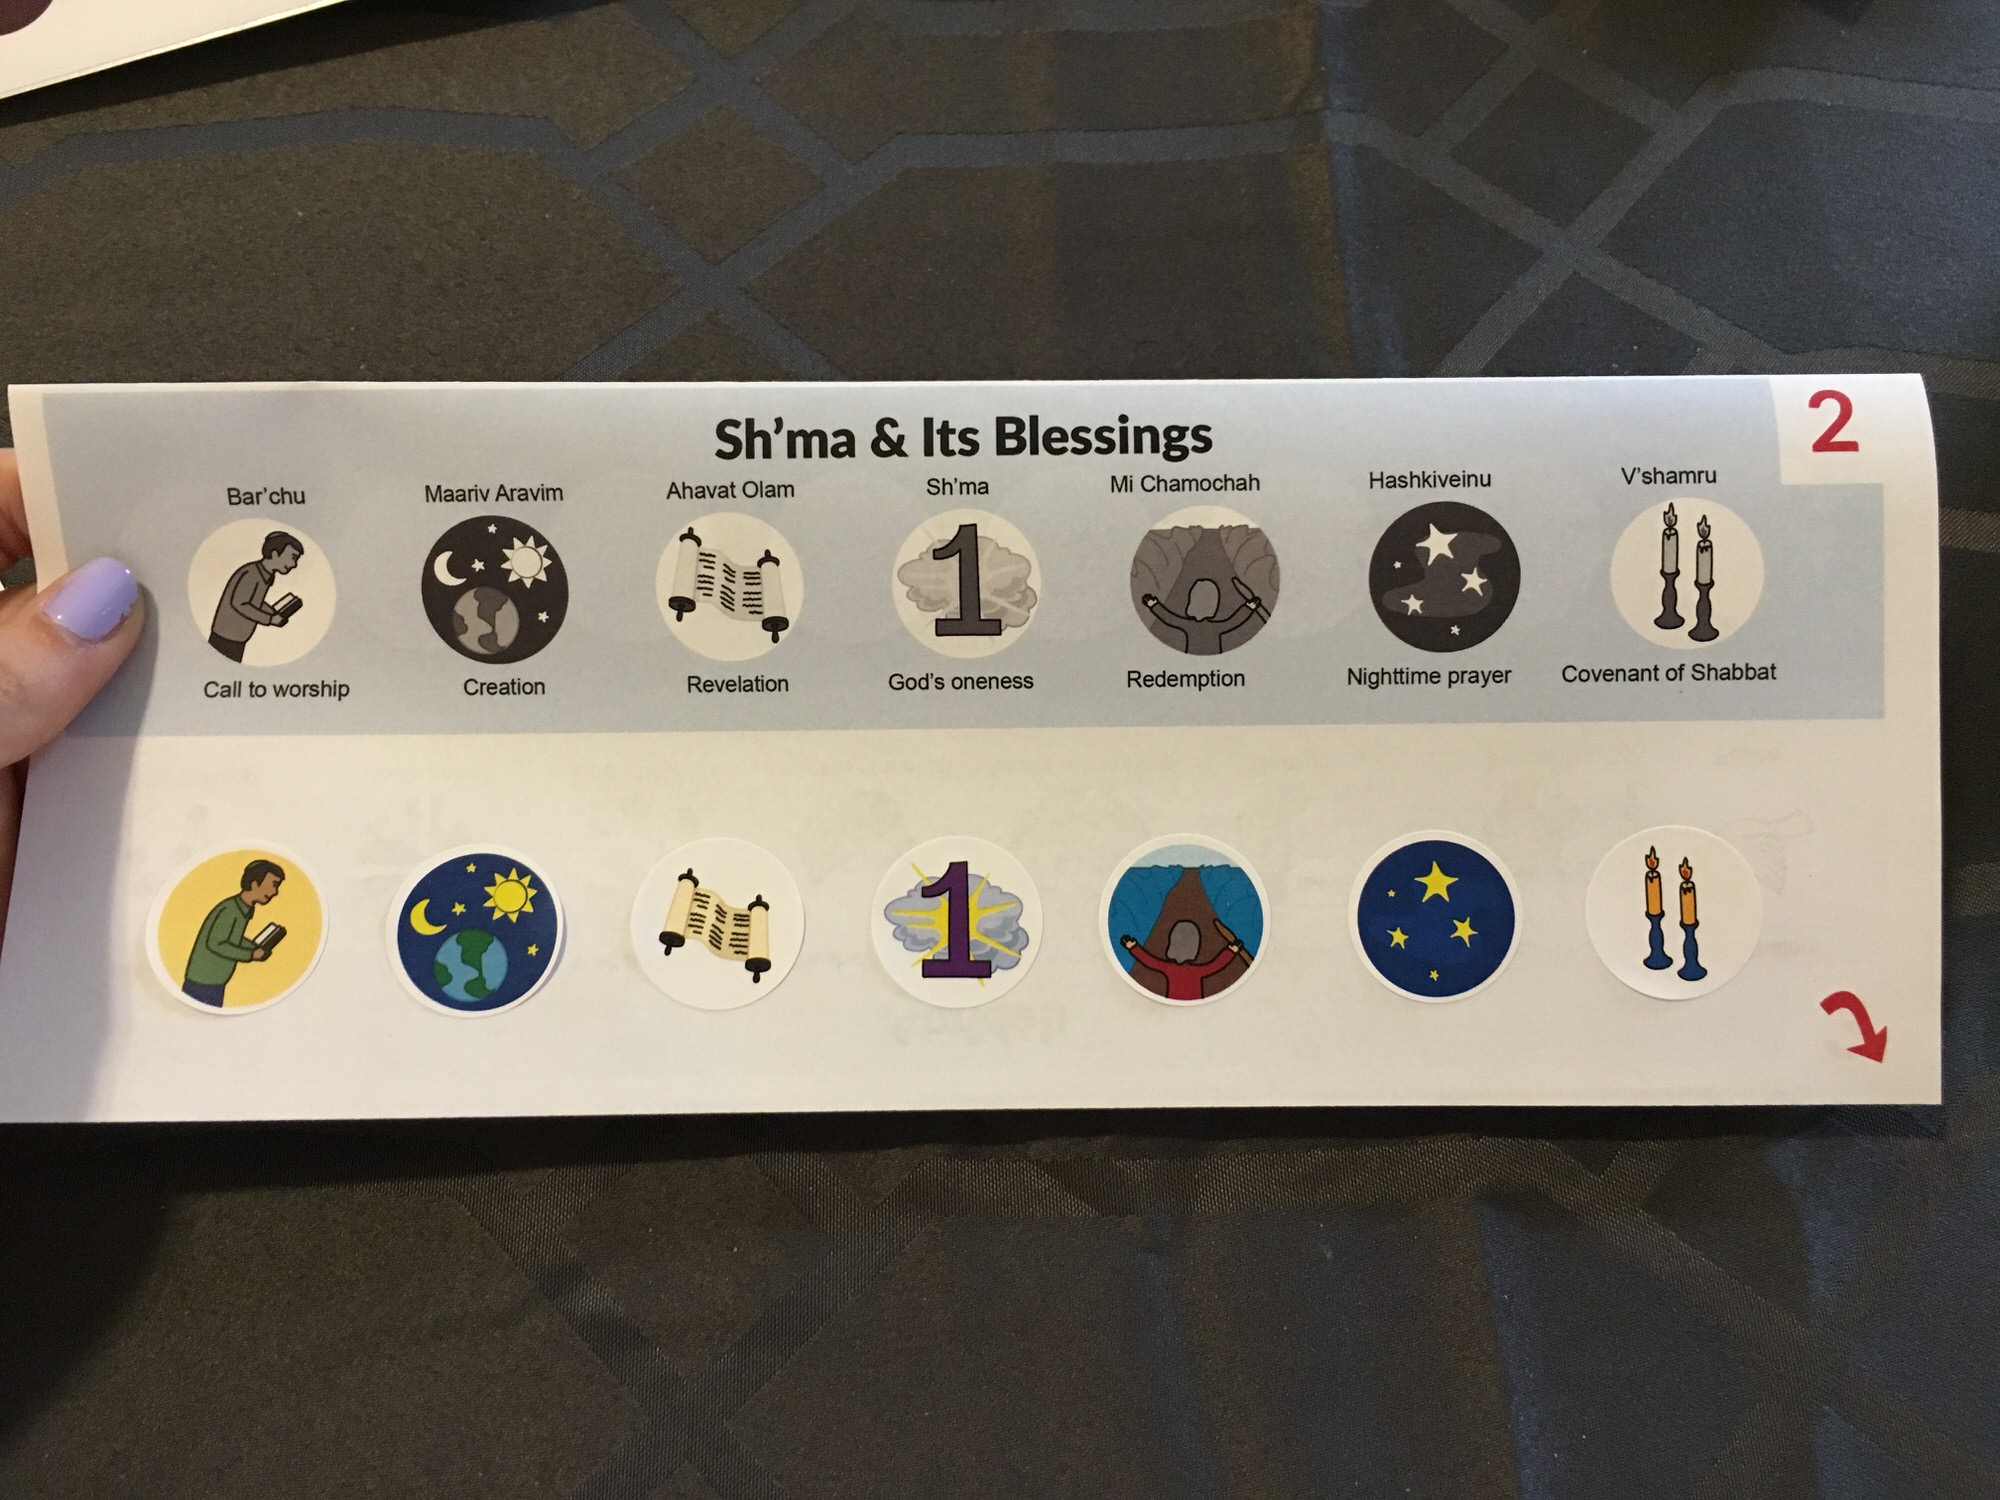 Sh'ma & Its Blessings
2
Bar'chu
Maariv Aravim
Ahavat Olam
Sh'ma
Mi Chamochah
Hashkiveinu
V'shamru
1
Call to worship
Creation
Revelation
God's oneness
Redemption
Nighttime prayer
Covenant of Shabbat
1